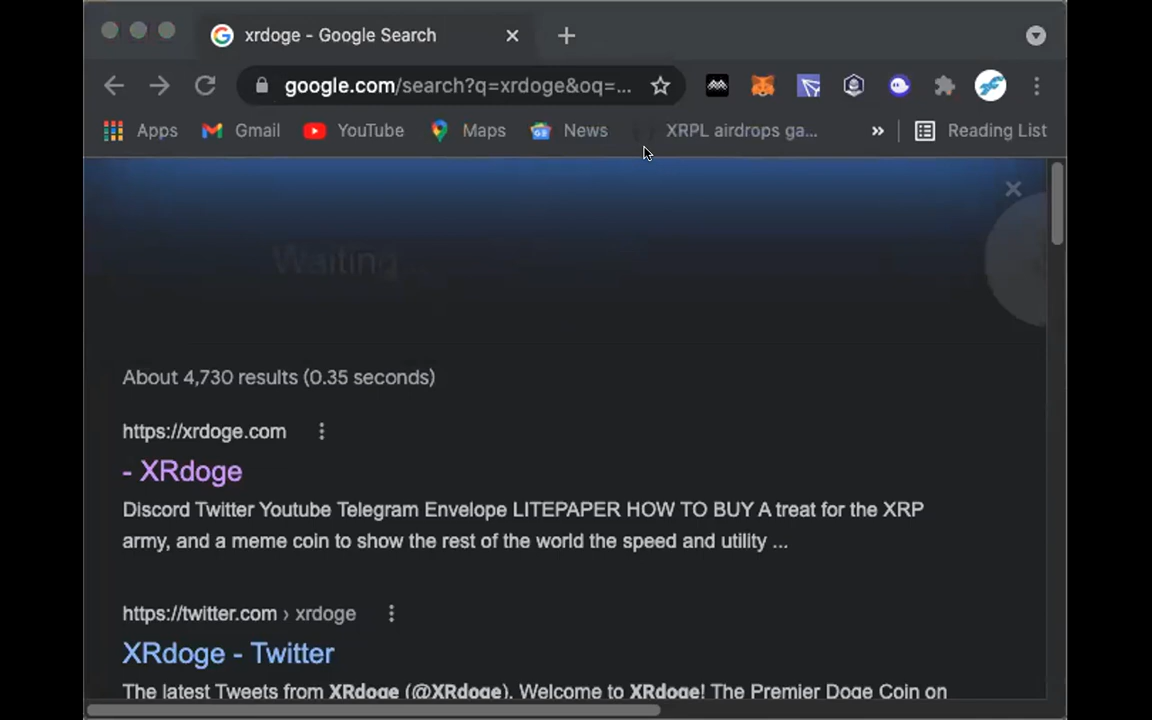 xrdoge - Google Search
google.com/search?q=xrdoge&oq=...
Apps Gmail YouTube Maps News XRPL airdrops ga... » Reading List
Waiting...
About 4,730 results (0.35 seconds)
https://xrdoge.com
- XRdoge
Discord Twitter Youtube Telegram Envelope LITEPAPER HOW TO BUY A treat for the XRP
army, and a meme coin to show the rest of the world the speed and utility ...
https://twitter.com › xrdoge
XRdoge - Twitter
The latest Tweets from XRdoge (@XRdoge). Welcome to XRdoge! The Premier Doge Coin on